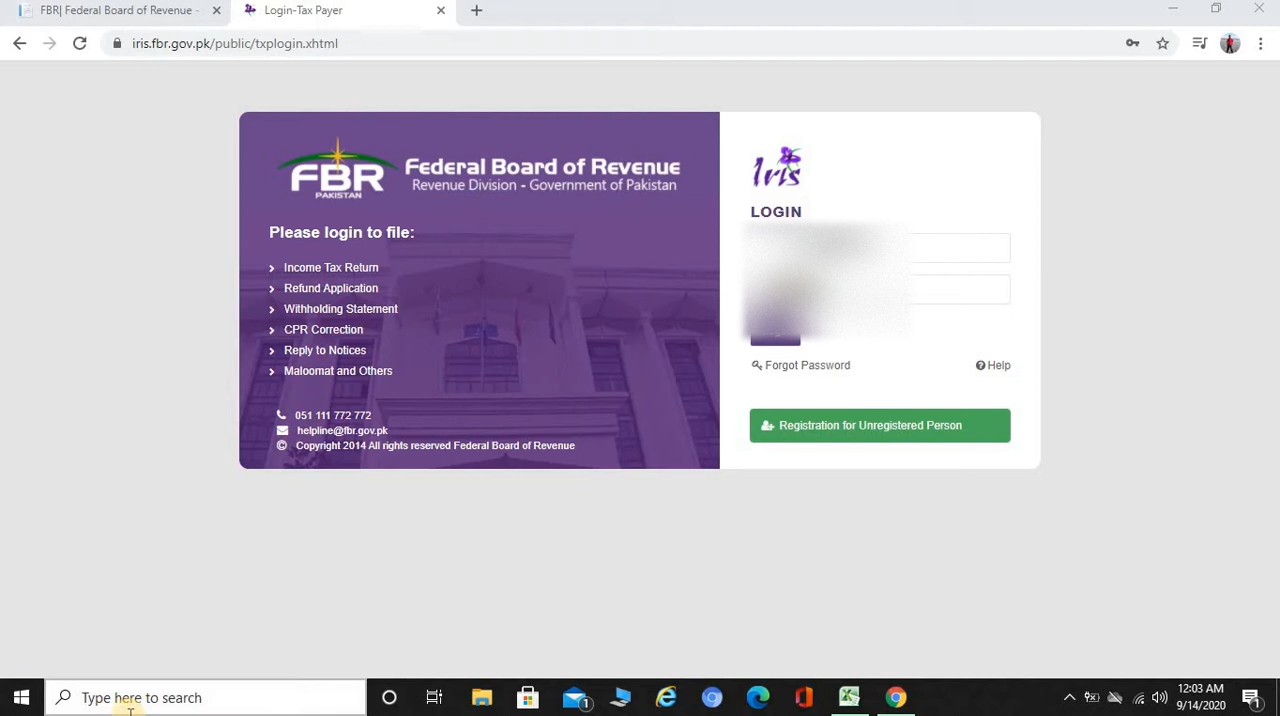 FBR| Federal Board of Revenue -
Login-Tax Payer
iris.fbr.gov.pk/public/txplogin.xhtml
FBR
PAKISTAN
Federal Board of Revenue
Revenue Division - Government of Pakistan
Please login to file:
Income Tax Return
Refund Application
Withholding Statement
CPR Correction
Reply to Notices
Maloomat and Others
051 111 772 772
helpline@fbr.gov.pk
© Copyright 2014 All rights reserved Federal Board of Revenue
Iris
LOGIN
Forgot Password
Help
Registration for Unregistered Person
Type here to search
1
12:03 AM
9/14/2020
1